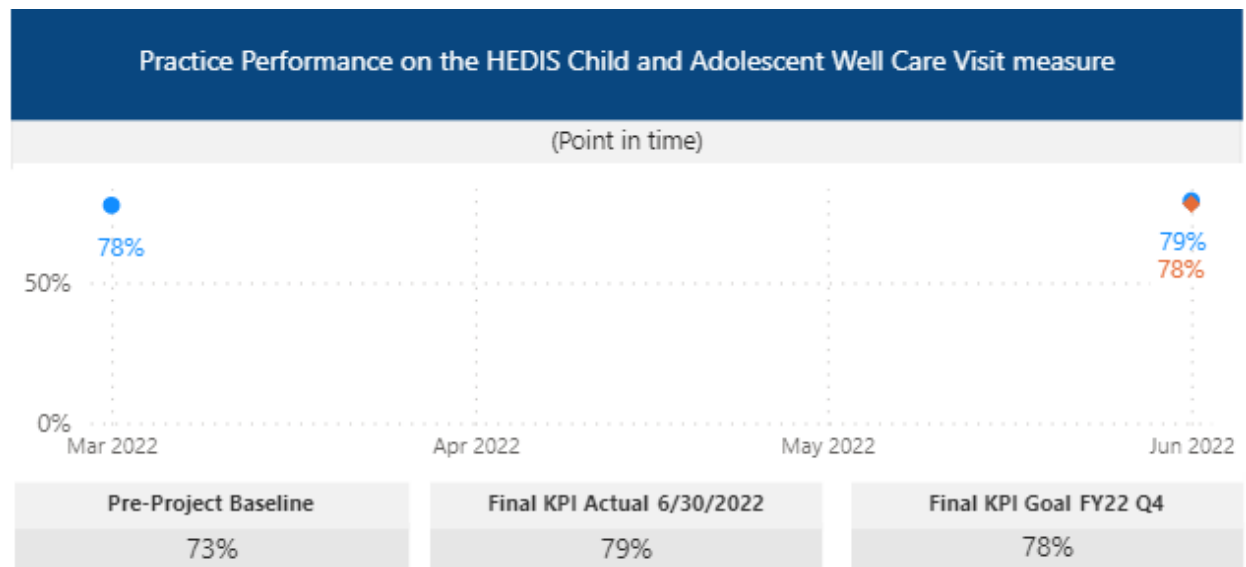 Practice Performance on the HEDIS Child and Adolescent Well Care Visit measure
(Point in time)
78%
79%
78%
50%
0%
Mar 2022 Apr 2022 May 2022 Jun 2022
Pre-Project Baseline Final KPI Actual 6/30/2022 Final KPI Goal FY22 Q4
73% 79% 78%